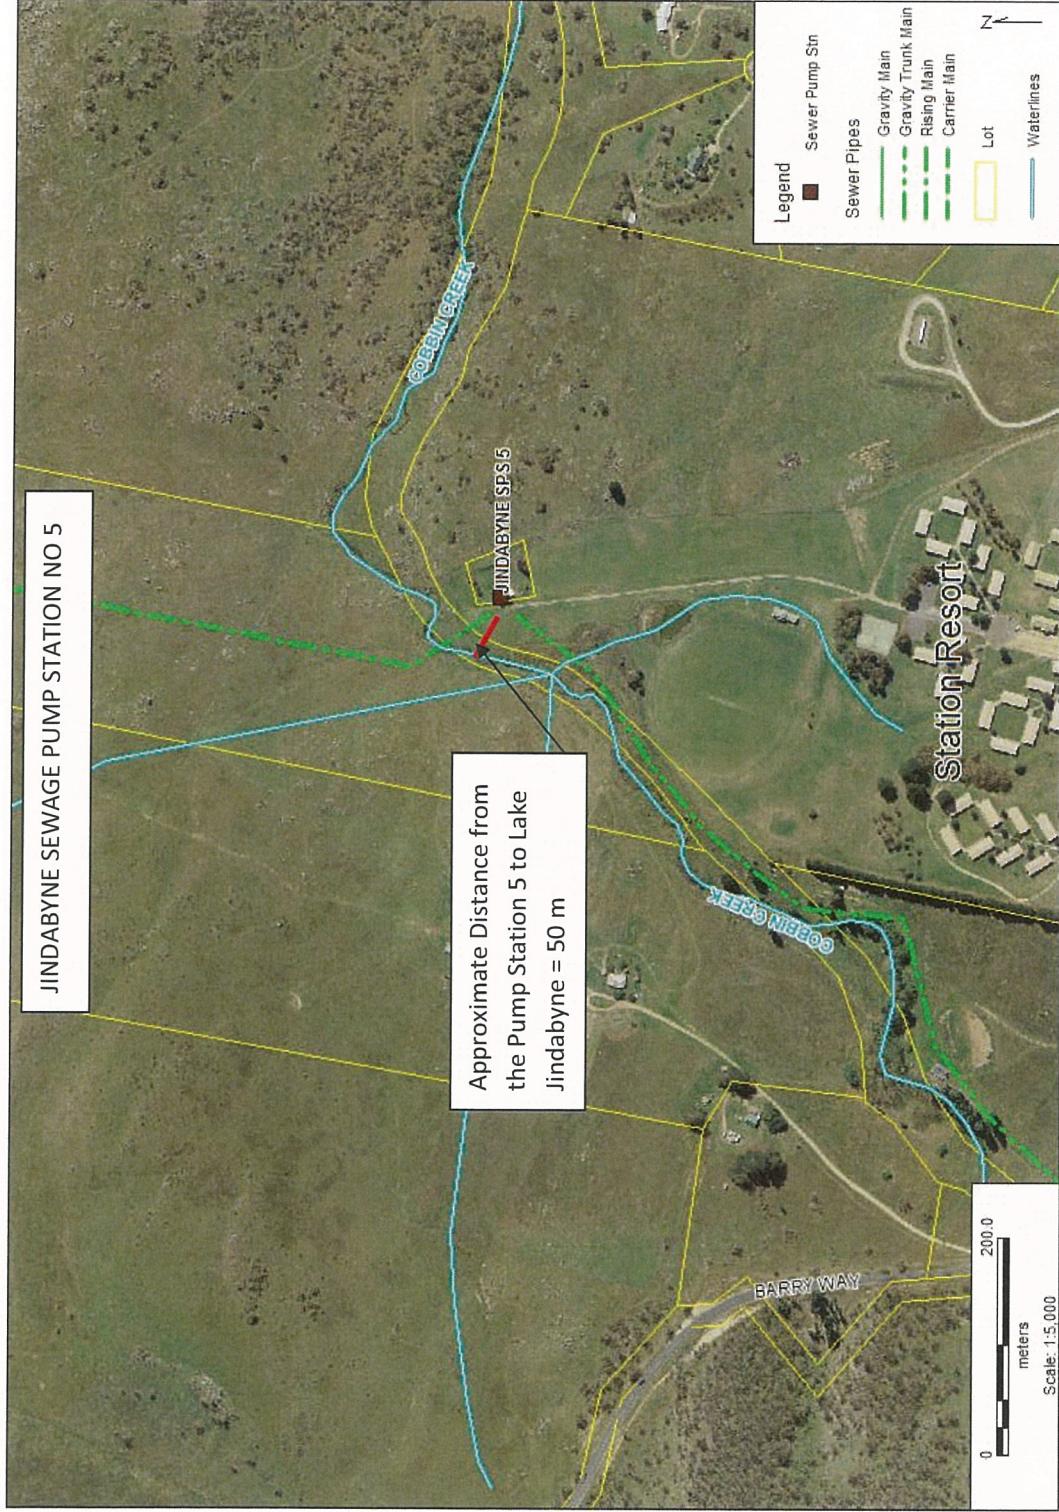 JINDABYNE SEWAGE PUMP STATION NO 5
COBBIN CREEK
JINDABYNE SPS 5
Approximate Distance from
the Pump Station 5 to Lake
Jindabyne = 50 m
COBBIN CREEK
Station Resort
BARRY WAY
0 200.0
meters
Scale: 1:5,000
Legend
Sewer Pump Stn
Sewer Pipes
Gravity Main
Gravity Trunk Main
Rising Main
Carrier Main
Lot
Waterlines
Z